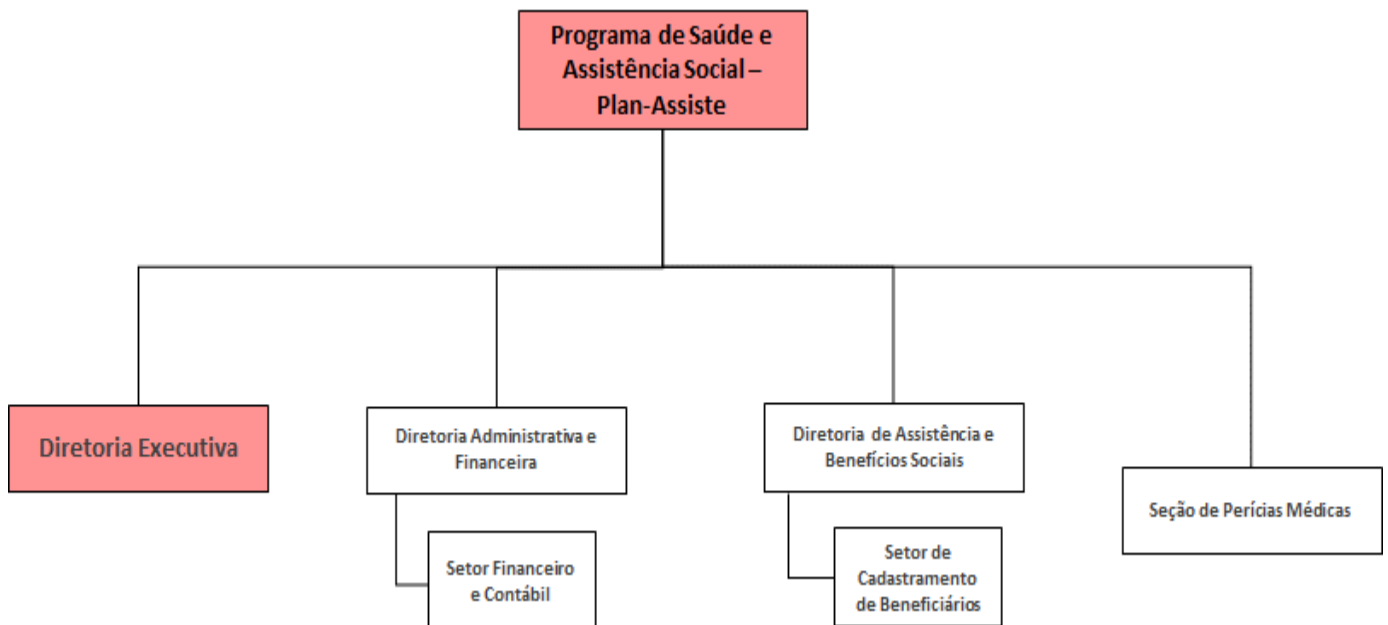 Programa de Saúde e
Assistência Social –
Plan-Assiste
Diretoria Executiva
Diretoria Administrativa e
Financeira
Diretoria de Assistência e
Benefícios Sociais
Seção de Perícias Médicas
Setor Financeiro
e Contábil
Setor de
Cadastramento
de Beneficiários